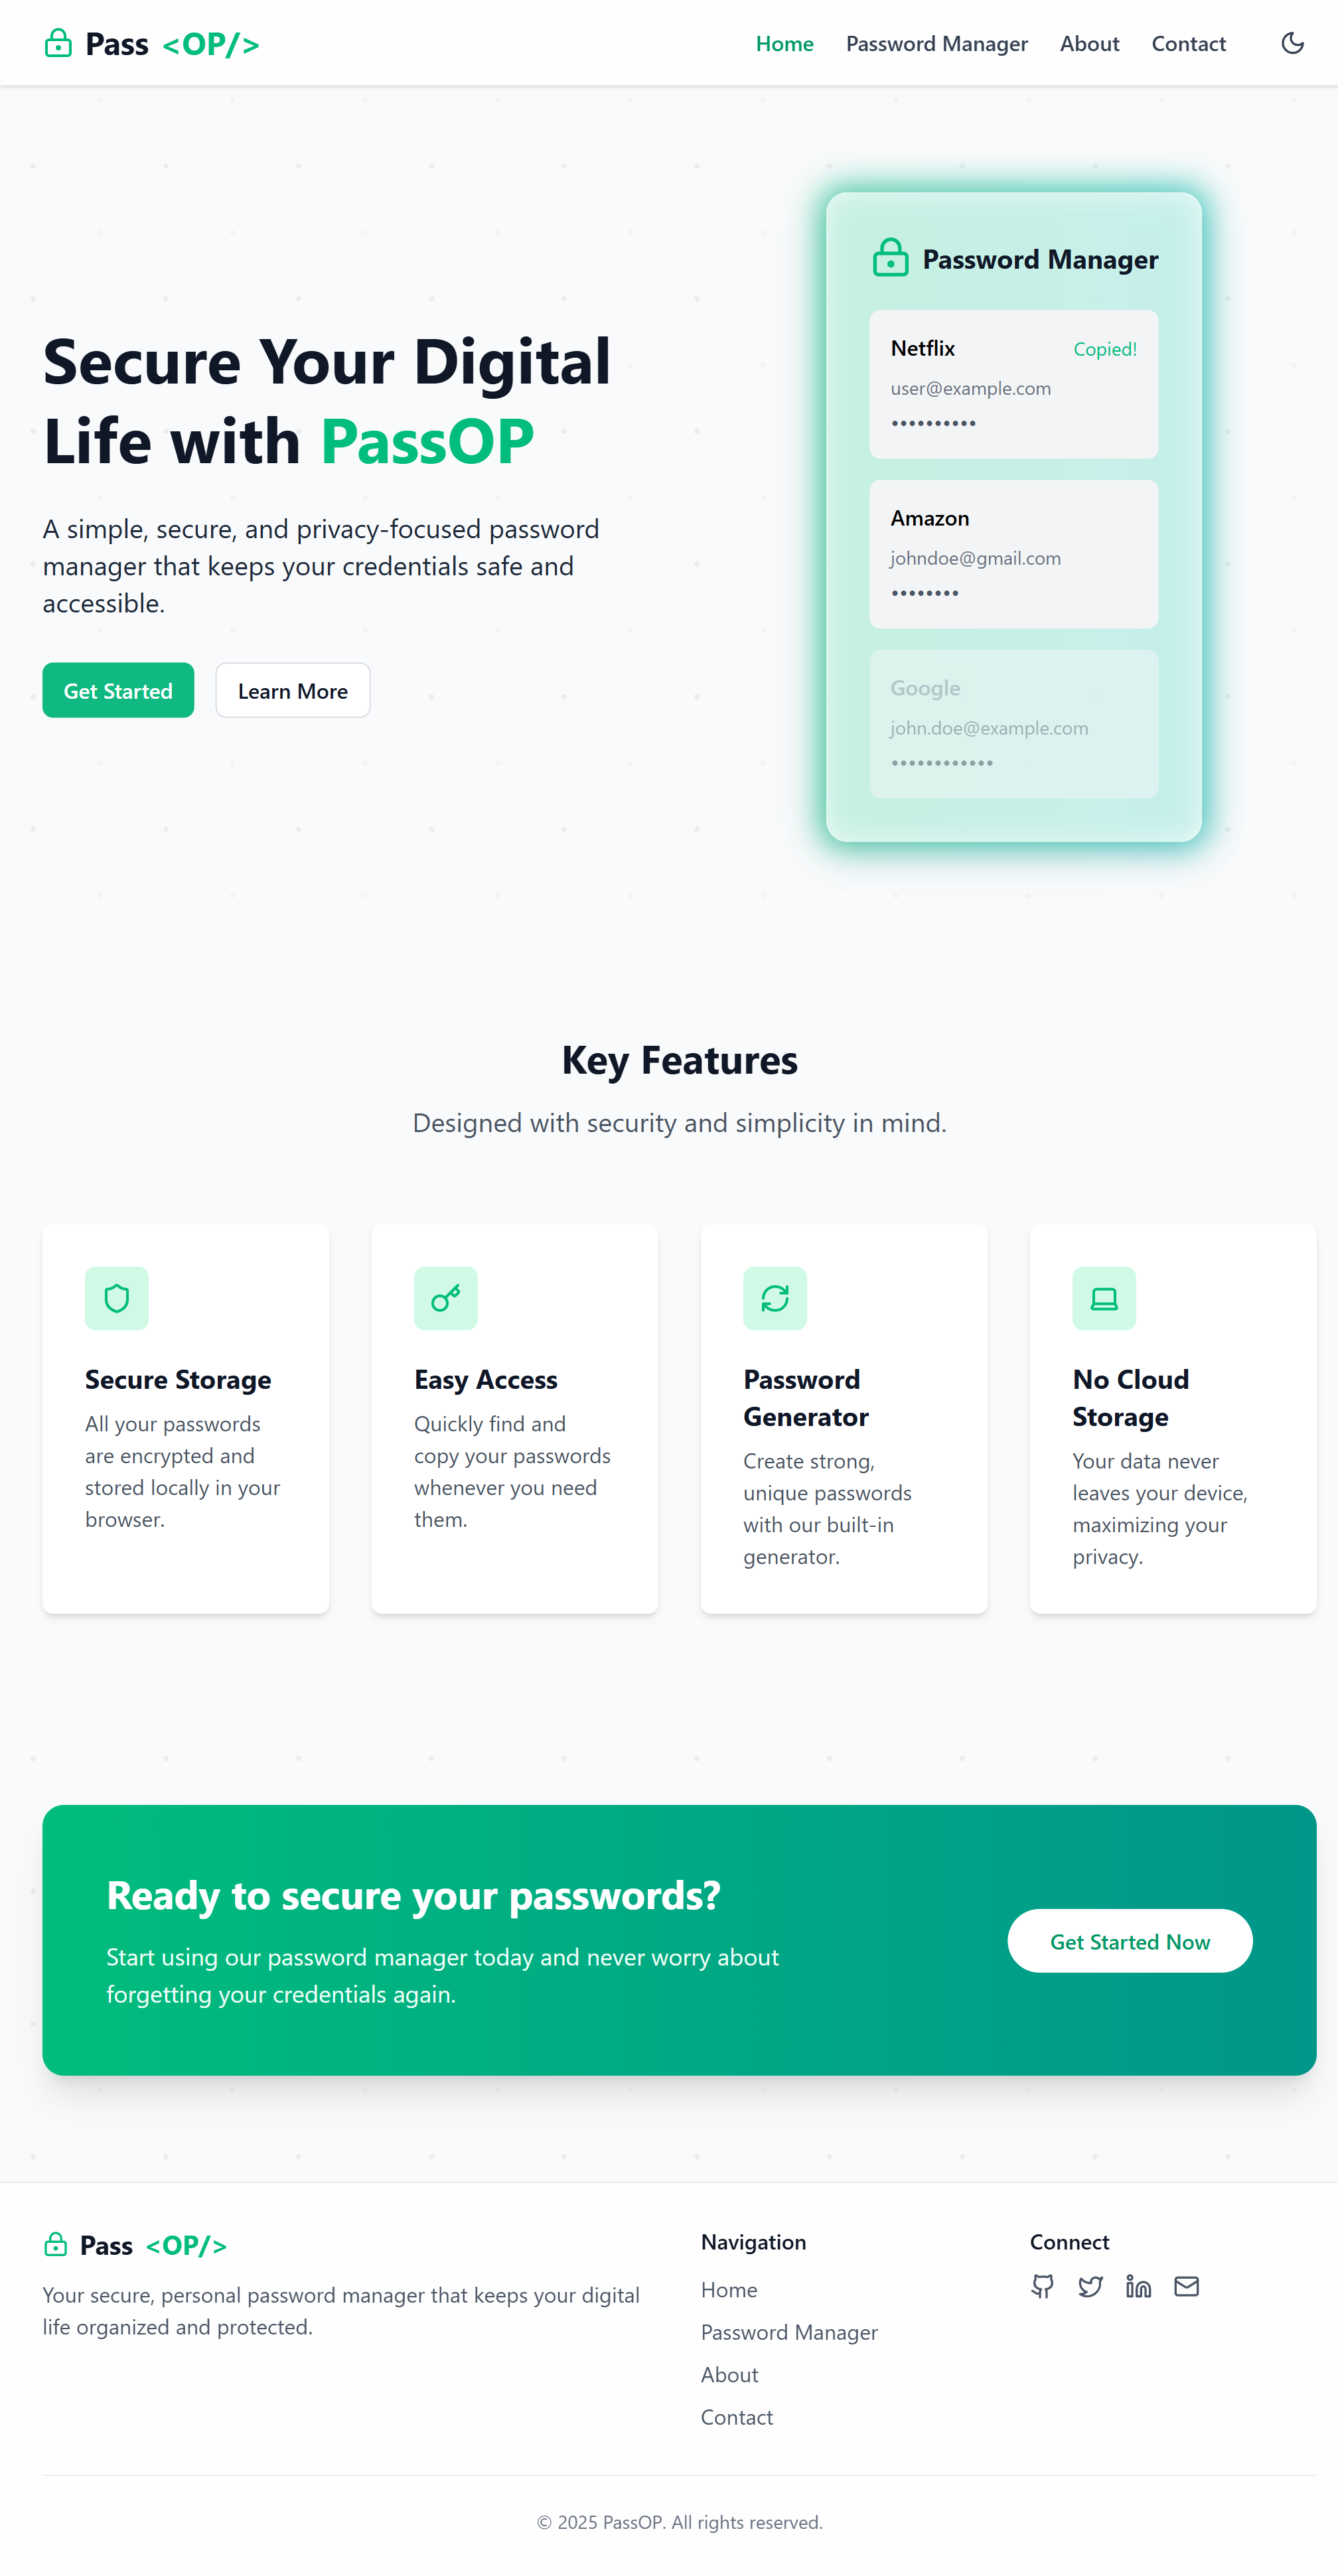 Pass <OP/>
Home Password Manager About Contact
Secure Your Digital
Life with PassOP
A simple, secure, and privacy-focused password
manager that keeps your credentials safe and
accessible.
Get Started
Learn More
Password Manager
Netflix
Copied!
user@example.com
••••••••••
Amazon
johndoe@gmail.com
••••••••
Google
john.doe@example.com
••••••••••••
Key Features
Designed with security and simplicity in mind.
Secure Storage
All your passwords
are encrypted and
stored locally in your
browser.
Easy Access
Quickly find and
copy your passwords
whenever you need
them.
Password
Generator
Create strong,
unique passwords
with our built-in
generator.
No Cloud
Storage
Your data never
leaves your device,
maximizing your
privacy.
Ready to secure your passwords?
Start using our password manager today and never worry about
forgetting your credentials again.
Get Started Now
Pass <OP/>
Your secure, personal password manager that keeps your digital
life organized and protected.
Navigation
Home
Password Manager
About
Contact
Connect
© 2025 PassOP. All rights reserved.